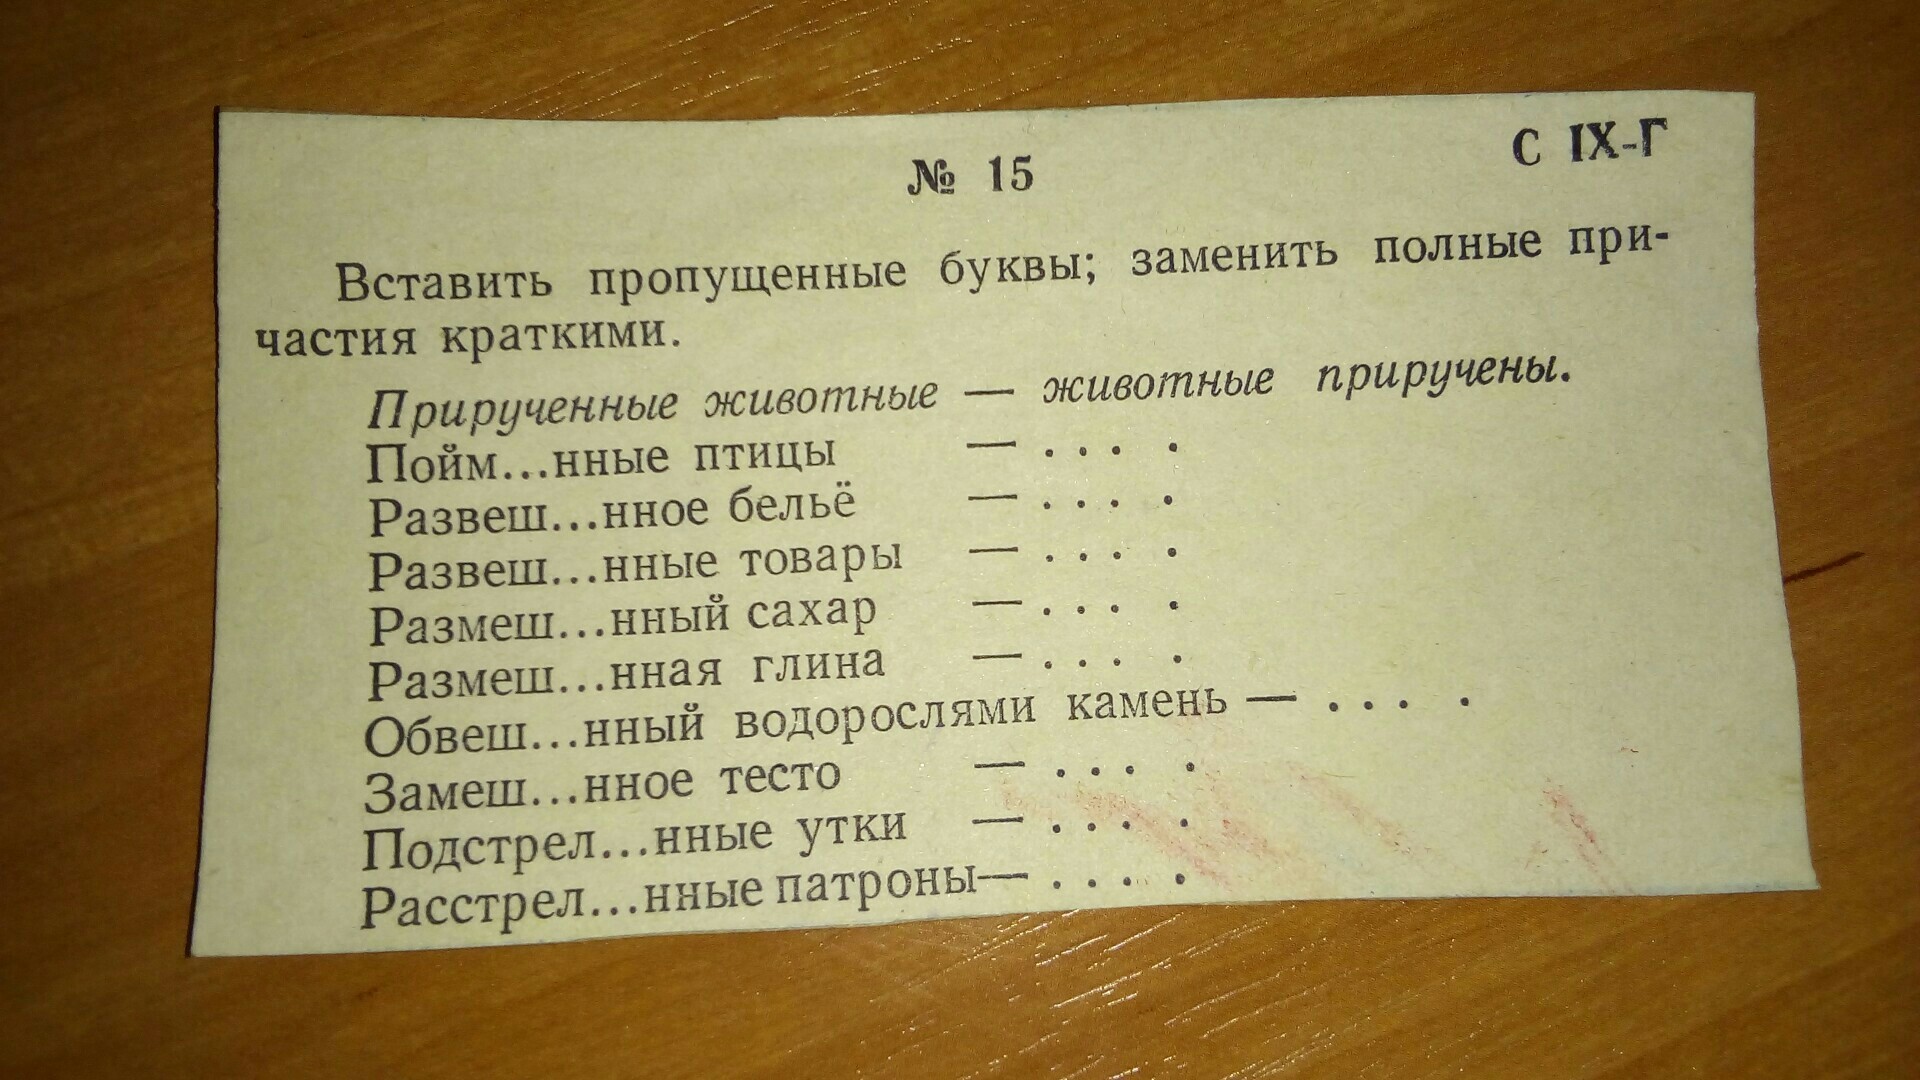 № 15
С IX-Г
Вставить пропущенные буквы; заменить полные при-
частия краткими.
Прирученные животные — животные приручены.
Пойм...нные птицы — . . . .
Развеш...нное бельё — . . . .
Развеш...нные товары — . . . .
Размеш...нный сахар — . . . .
Размеш...нная глина — . . . .
Обвеш...нный водорослями камень — . . . .
Замеш...нное тесто — . . . .
Подстрел...нные утки — . . . .
Расстрел...нные патроны — . . . .